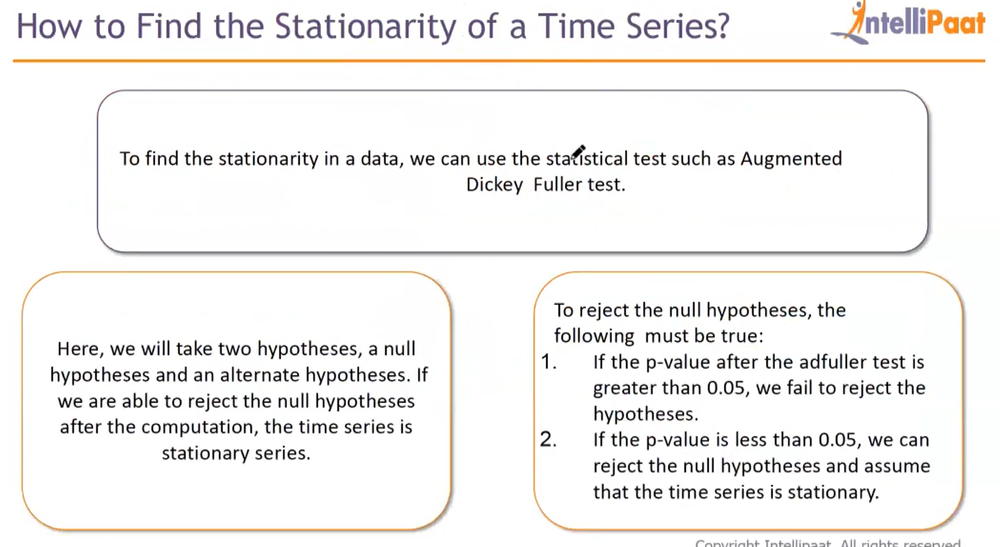 How to Find the Stationarity of a Time Series?
IntelliPaat
To find the stationarity in a data, we can use the statistical test such as Augmented
Dickey Fuller test.
Here, we will take two hypotheses, a null
hypotheses and an alternate hypotheses. If
we are able to reject the null hypotheses
after the computation, the time series is
stationary series.
To reject the null hypotheses, the
following must be true:
1. If the p-value after the adfuller test is
greater than 0.05, we fail to reject the
hypotheses.
2. If the p-value is less than 0.05, we can
reject the null hypotheses and assume
that the time series is stationary.
Copyright Intellipaat. All rights reserved.